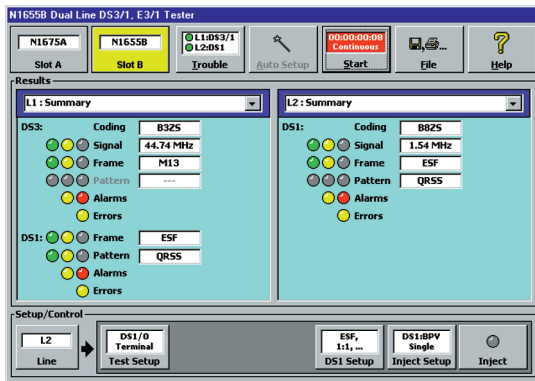 N1655B Dual Line DS3/1, E3/1 Tester
N1675A
Slot A
N1655B
Slot B
L1:DS3/1
L2:DS1
Trouble
Auto Setup
00:00:00:08
Continuous
Start
File
Help
Results
L1 : Summary
DS3: Coding B3ZS
Signal 44.74 MHz
Frame M13
Pattern ---
Alarms
Errors
DS1: Frame ESF
Pattern QRSS
Alarms
Errors
L2 : Summary
DS1: Coding B8ZS
Signal 1.54 MHz
Frame ESF
Pattern QRSS
Alarms
Errors
Setup/Control
L2
Line
DS1/0
Terminal
Test Setup
ESF,
1:1, ...
DS1 Setup
DS1:BPV
Single
Inject Setup
Inject